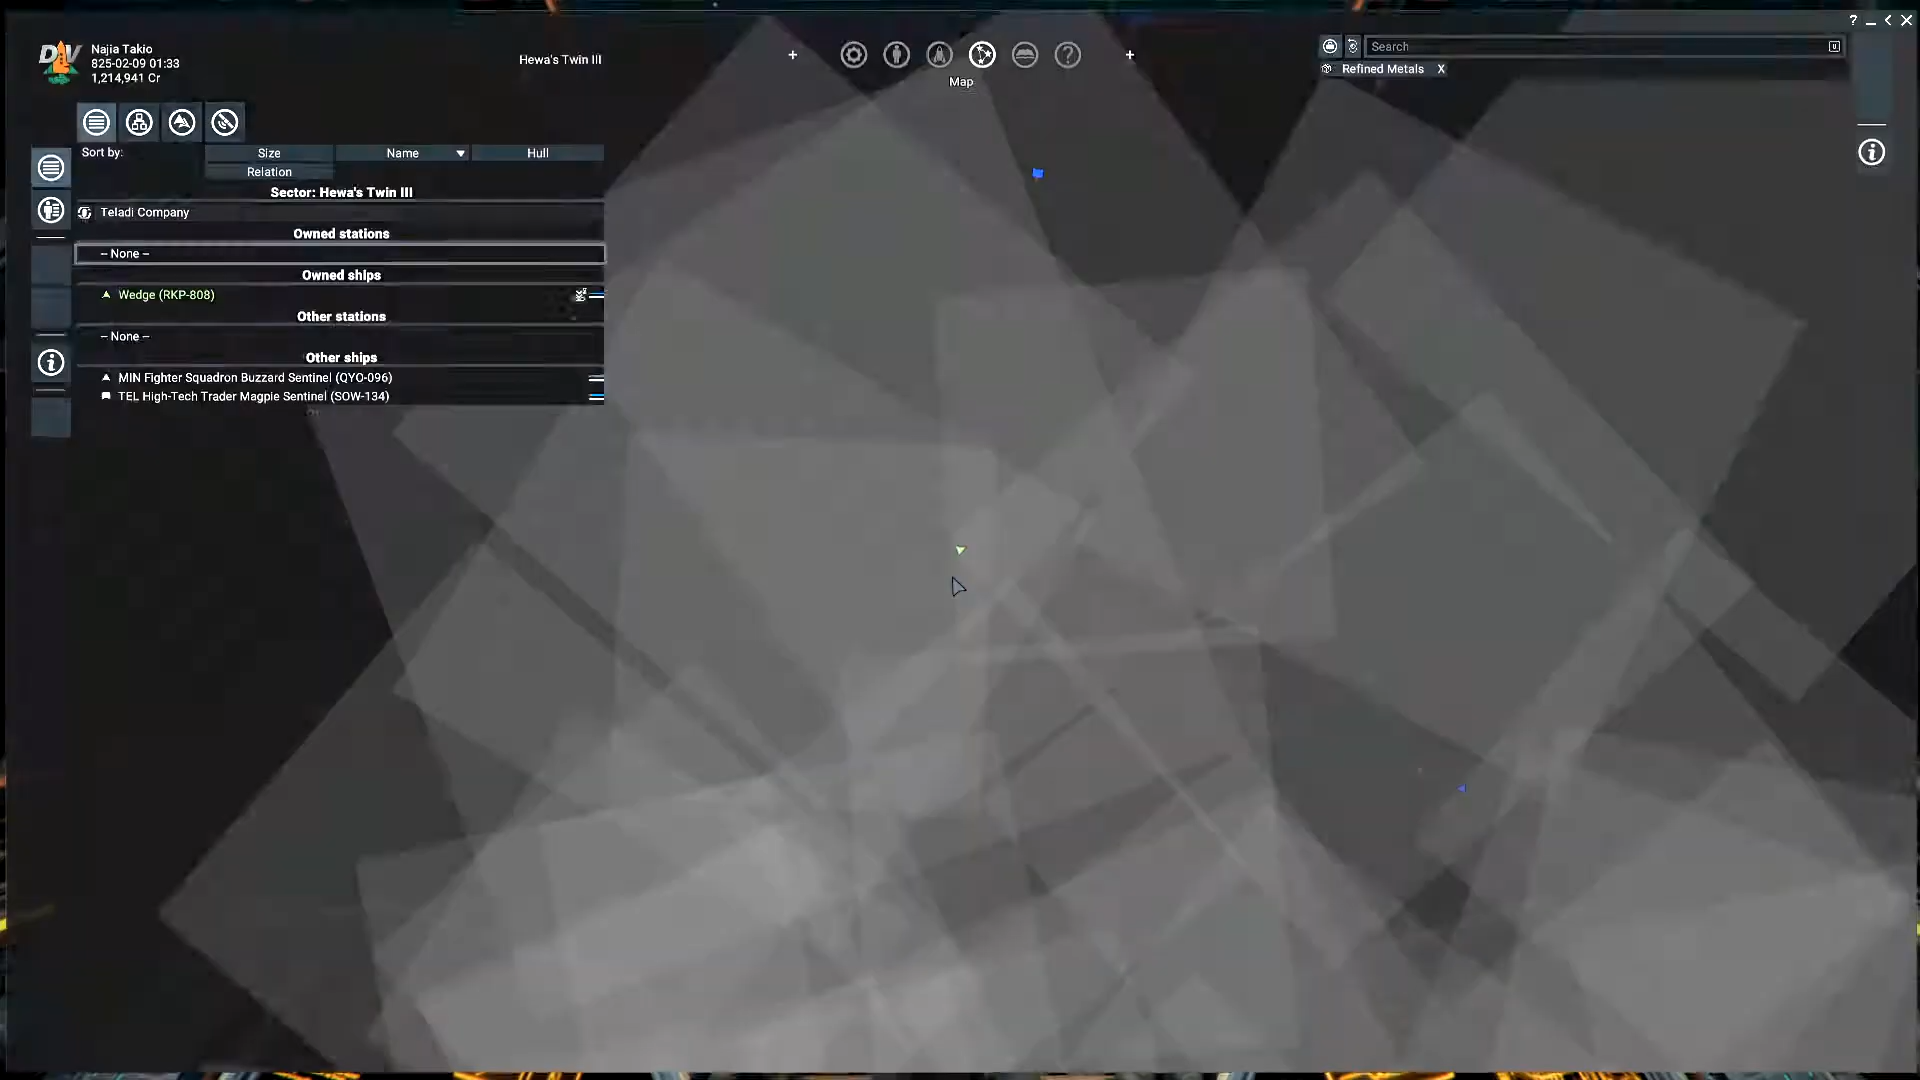 DV
Najia Takio
825-02-09 01:33
1,214,941 Cr
Hewa's Twin III
Map
Search
Refined Metals X
Sort by:
Size
Name
Hull
Relation
Sector: Hewa's Twin III
Teladi Company
Owned stations
-- None --
Owned ships
Wedge (RKP-808)
Other stations
-- None --
Other ships
MIN Fighter Squadron Buzzard Sentinel (QYO-096)
TEL High-Tech Trader Magpie Sentinel (SOW-134)